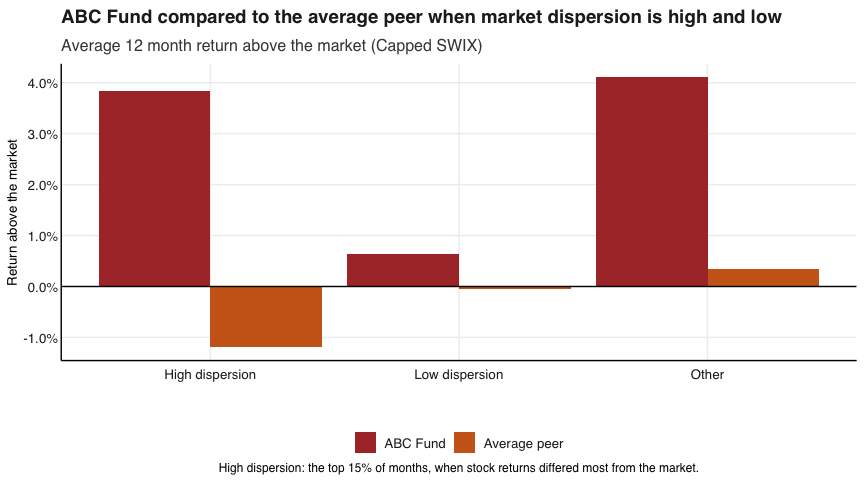 ABC Fund compared to the average peer when market dispersion is high and low
Average 12 month return above the market (Capped SWIX)
Return above the market
4.0%
3.0%
2.0%
1.0%
0.0%
-1.0%
High dispersion
Low dispersion
Other
ABC Fund
Average peer
High dispersion: the top 15% of months, when stock returns differed most from the market.